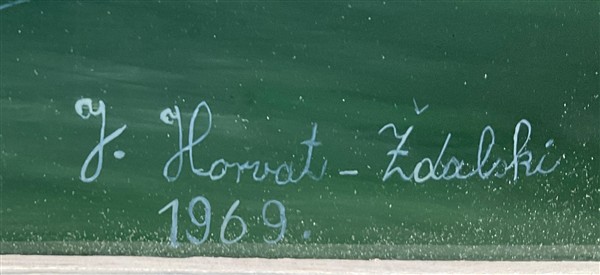 J. Horvat - Ždalski
1969.